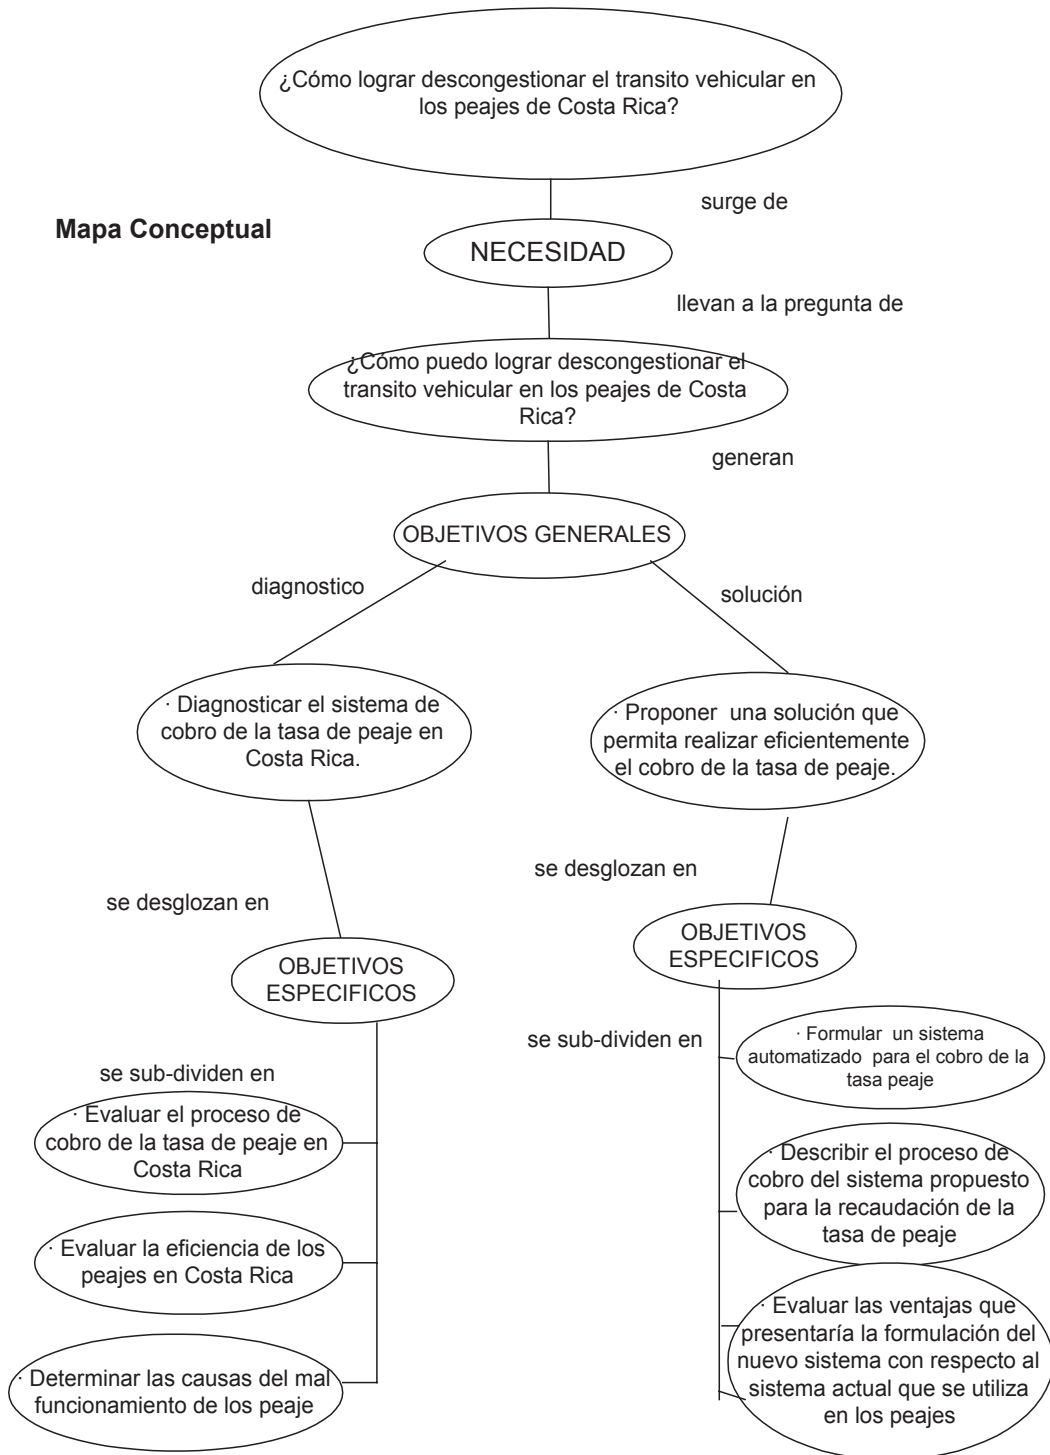 ¿Cómo lograr descongestionar el transito vehicular en
los peajes de Costa Rica?
surge de
Mapa Conceptual
NECESIDAD
llevan a la pregunta de
¿Cómo puedo lograr descongestionar el
transito vehicular en los peajes de Costa
Rica?
generan
OBJETIVOS GENERALES
diagnostico
solución
· Diagnosticar el sistema de
cobro de la tasa de peaje en
Costa Rica.
· Proponer una solución que
permita realizar eficientemente
el cobro de la tasa de peaje.
se desglozan en
se desglozan en
OBJETIVOS
ESPECIFICOS
OBJETIVOS
ESPECIFICOS
se sub-dividen en
· Evaluar el proceso de
cobro de la tasa de peaje en
Costa Rica
· Evaluar la eficiencia de los
peajes en Costa Rica
· Determinar las causas del mal
funcionamiento de los peaje
se sub-dividen en
· Formular un sistema
automatizado para el cobro de la
tasa peaje
· Describir el proceso de
cobro del sistema propuesto
para la recaudación de la
tasa de peaje
· Evaluar las ventajas que
presentaría la formulación del
nuevo sistema con respecto al
sistema actual que se utiliza
en los peajes